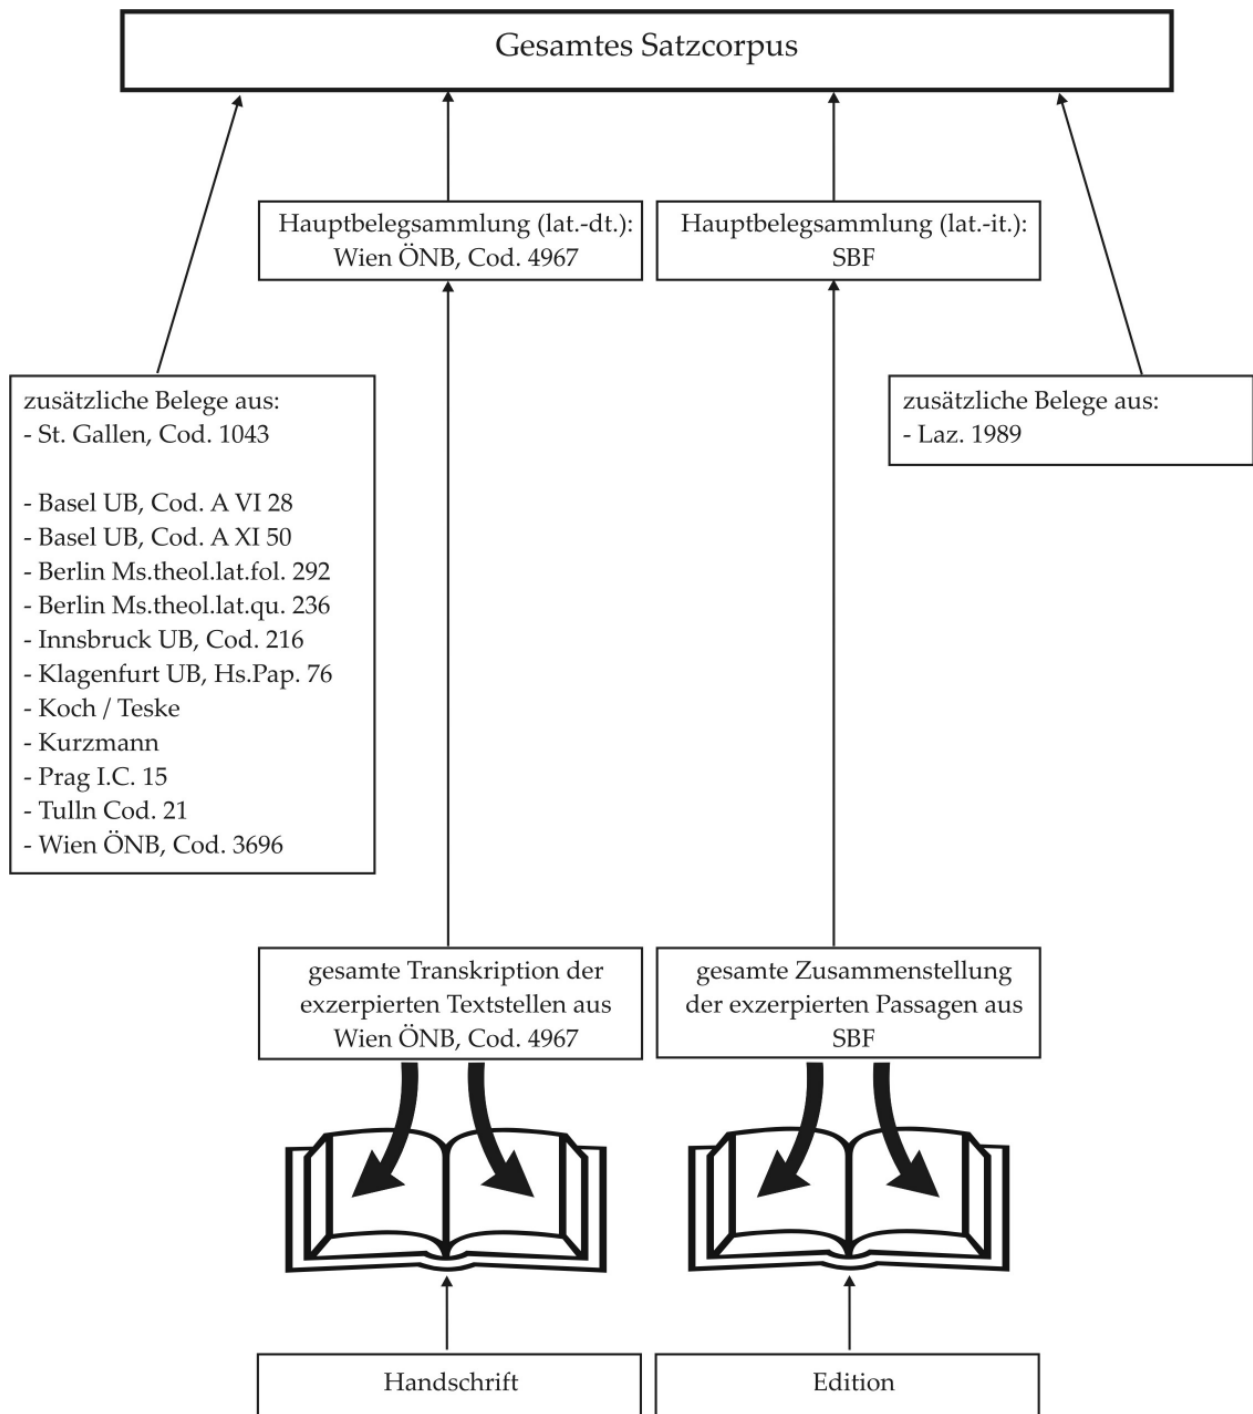 Gesamtes Satzcorpus
Hauptbelegsammlung (lat.-dt.):
Wien ÖNB, Cod. 4967
Hauptbelegsammlung (lat.-it.):
SBF
zusätzliche Belege aus:
- St. Gallen, Cod. 1043
- Basel UB, Cod. A VI 28
- Basel UB, Cod. A XI 50
- Berlin Ms.theol.lat.fol. 292
- Berlin Ms.theol.lat.qu. 236
- Innsbruck UB, Cod. 216
- Klagenfurt UB, Hs.Pap. 76
- Koch / Teske
- Kurzmann
- Prag I.C. 15
- Tulln Cod. 21
- Wien ÖNB, Cod. 3696
zusätzliche Belege aus:
- Laz. 1989
gesamte Transkription der
exzerpierten Textstellen aus
Wien ÖNB, Cod. 4967
gesamte Zusammenstellung
der exzerpierten Passagen aus
SBF
Handschrift
Edition